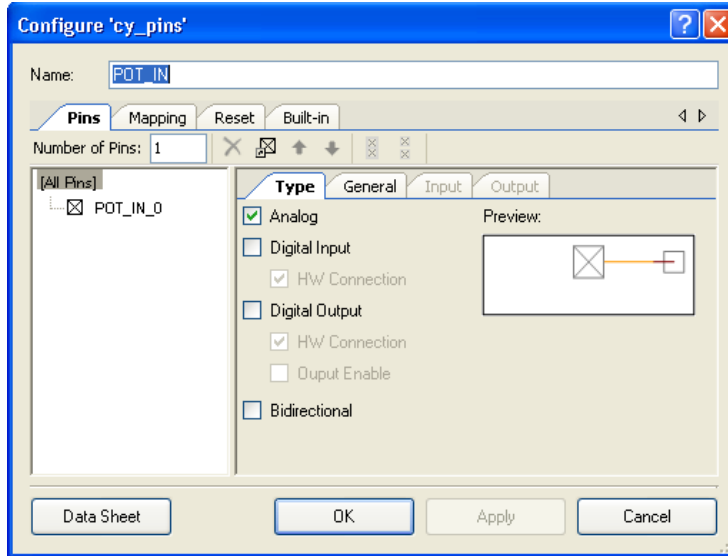 Configure 'cy_pins'
Name: POT_IN
Pins Mapping Reset Built-in
Number of Pins: 1
[All Pins]
POT_IN_0
Type General Input Output
Analog Preview:
Digital Input
HW Connection
Digital Output
HW Connection
Ouput Enable
Bidirectional
Data Sheet OK Apply Cancel